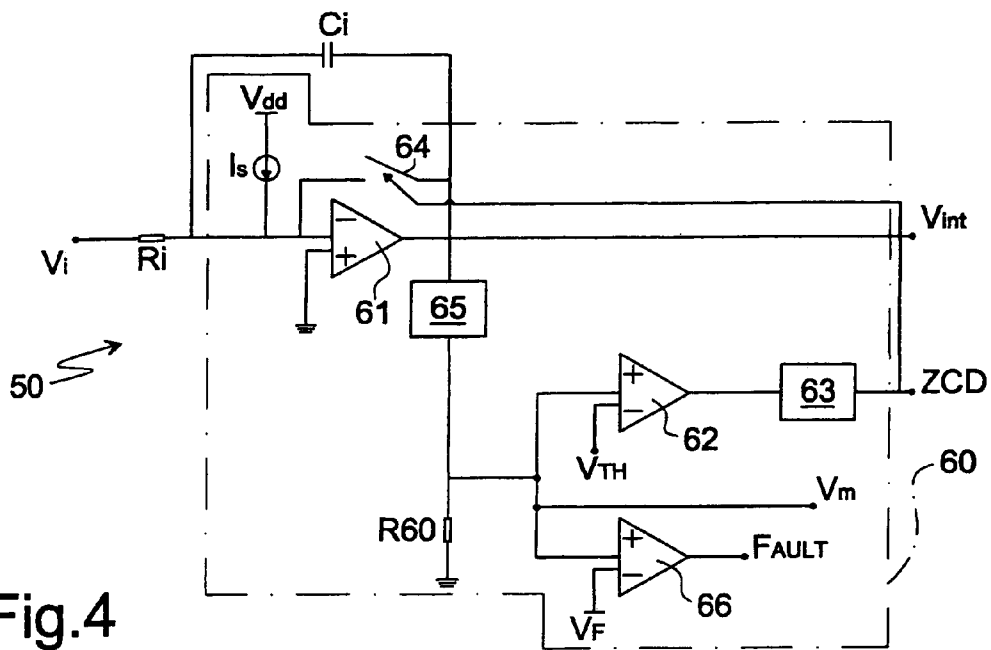 Ci
Vdd
Is
64
Vi
Ri
61
Vint
65
50
63
ZCD
62
VTH
60
Vm
R60
FAULT
66
VF
Fig.4